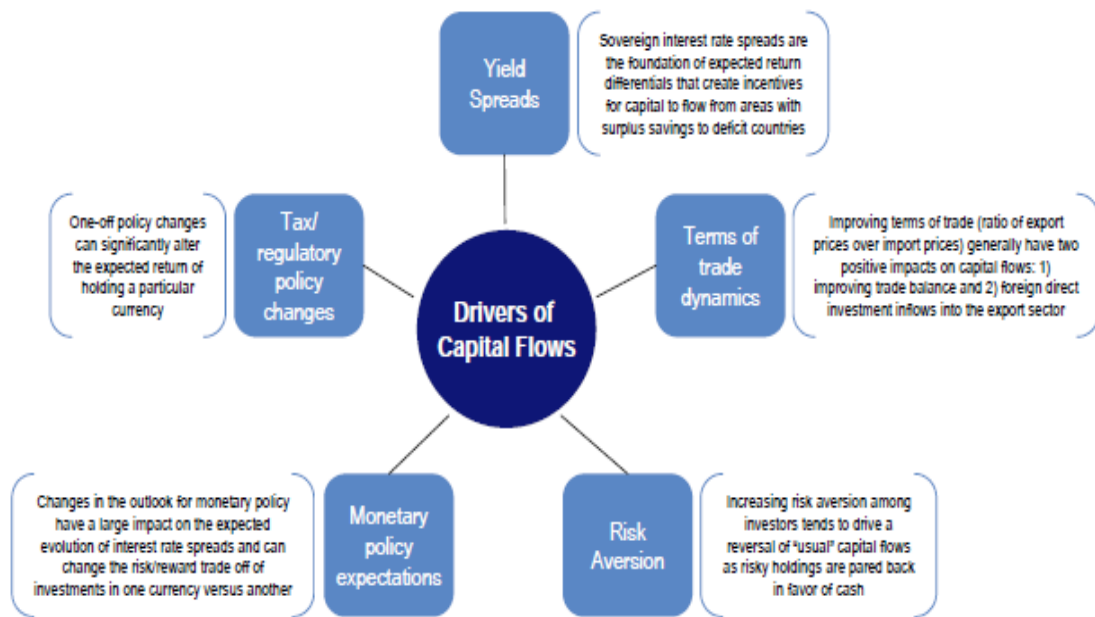 Yield
Spreads
Sovereign interest rate spreads are
the foundation of expected return
differentials that create incentives
for capital to flow from areas with
surplus savings to deficit countries
One-off policy changes
can significantly alter
the expected return of
holding a particular
currency
Tax/
regulatory
policy
changes
Terms of
trade
dynamics
Improving terms of trade (ratio of export
prices over import prices) generally have two
positive impacts on capital flows: 1)
improving trade balance and 2) foreign direct
investment inflows into the export sector
Drivers of
Capital Flows
Changes in the outlook for monetary policy
have a large impact on the expected
evolution of interest rate spreads and can
change the risk/reward trade off of
investments in one currency versus another
Monetary
policy
expectations
Risk
Aversion
Increasing risk aversion among
investors tends to drive a
reversal of “usual” capital flows
as risky holdings are pared back
in favor of cash